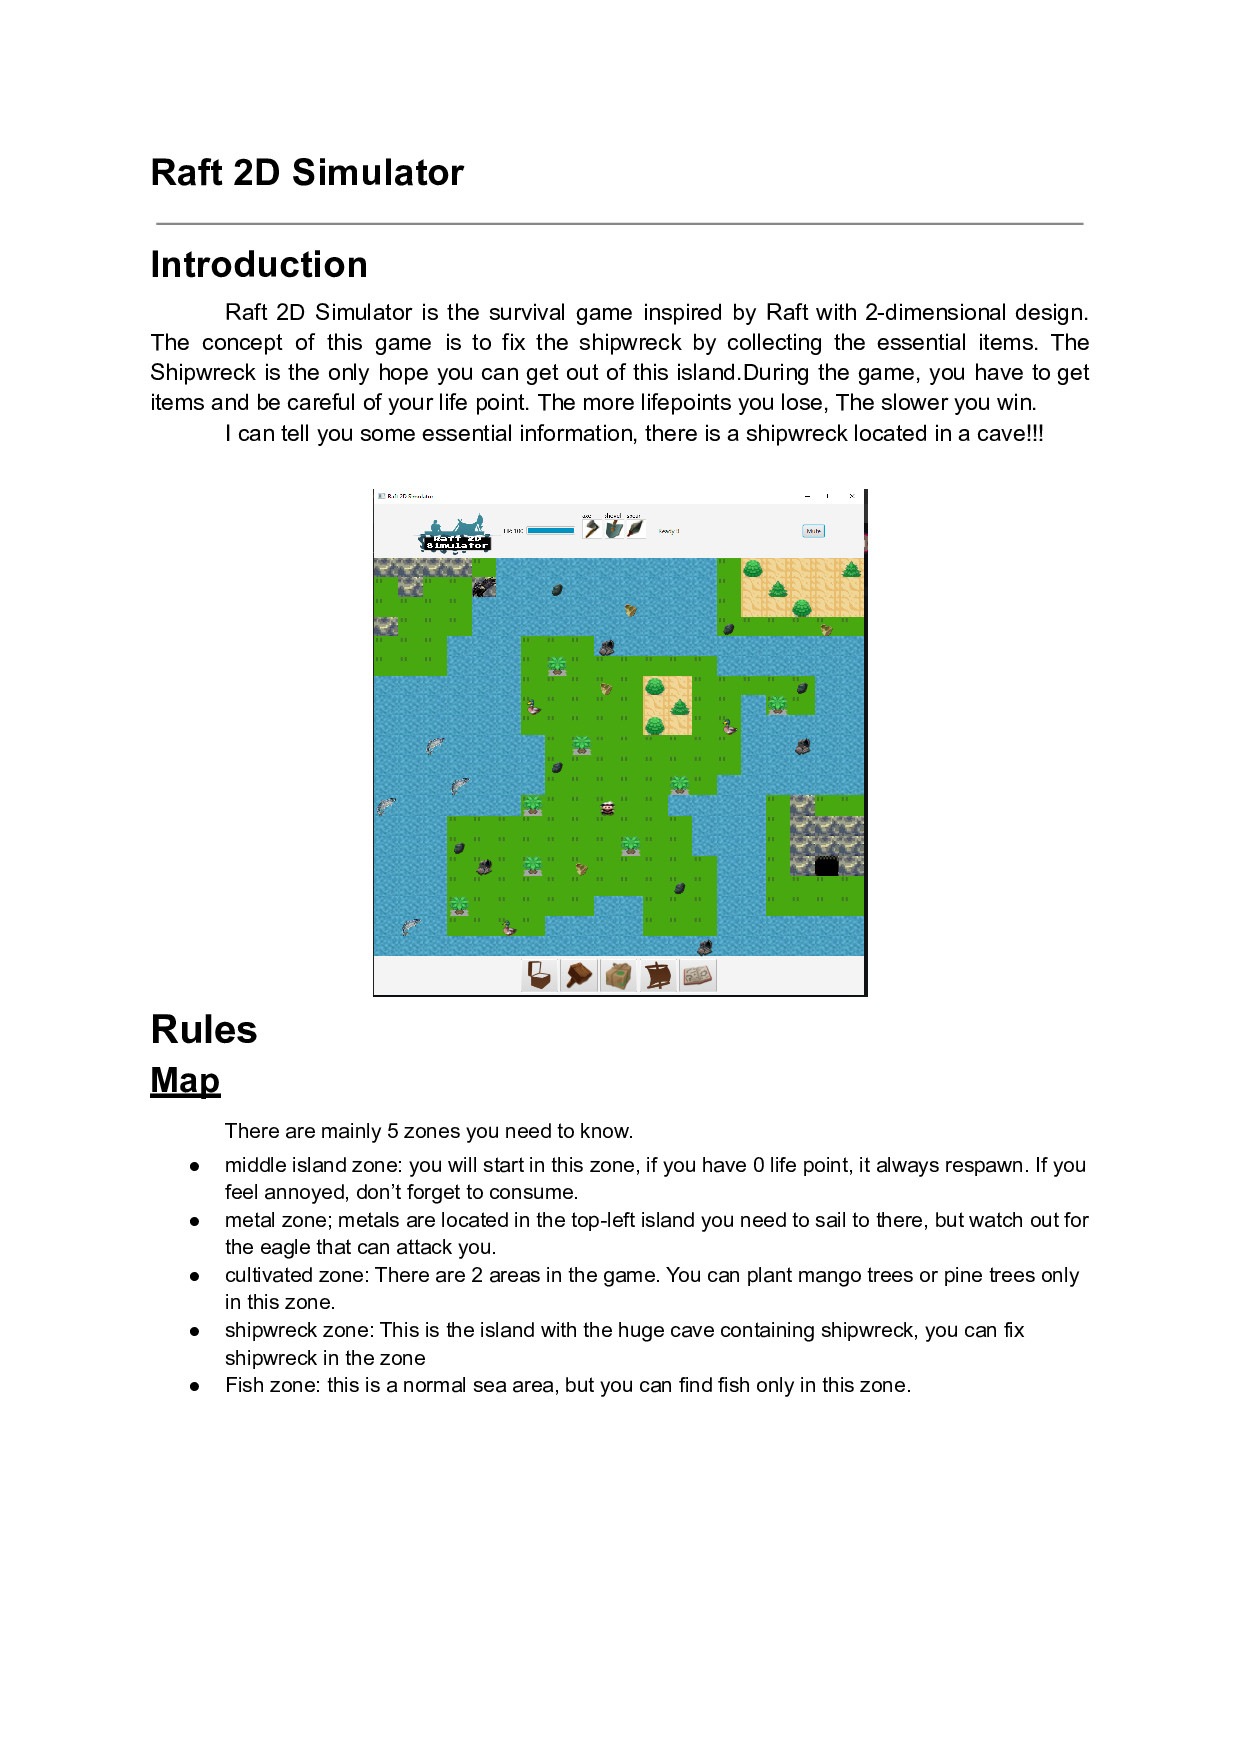 Raft 2D Simulator
Introduction
Raft 2D Simulator is the survival game inspired by Raft with 2-dimensional design.
The concept of this game is to fix the shipwreck by collecting the essential items. The
Shipwreck is the only hope you can get out of this island.During the game, you have to get
items and be careful of your life point. The more lifepoints you lose, The slower you win.
I can tell you some essential information, there is a shipwreck located in a cave!!!
Raft 2D Simulator
Raft 2D
Simulator
100
axe shovel spear
Ready !!
Mute
Rules
Map
There are mainly 5 zones you need to know.
● middle island zone: you will start in this zone, if you have 0 life point, it always respawn. If you
feel annoyed, don’t forget to consume.
● metal zone; metals are located in the top-left island you need to sail to there, but watch out for
the eagle that can attack you.
● cultivated zone: There are 2 areas in the game. You can plant mango trees or pine trees only
in this zone.
● shipwreck zone: This is the island with the huge cave containing shipwreck, you can fix
shipwreck in the zone
● Fish zone: this is a normal sea area, but you can find fish only in this zone.